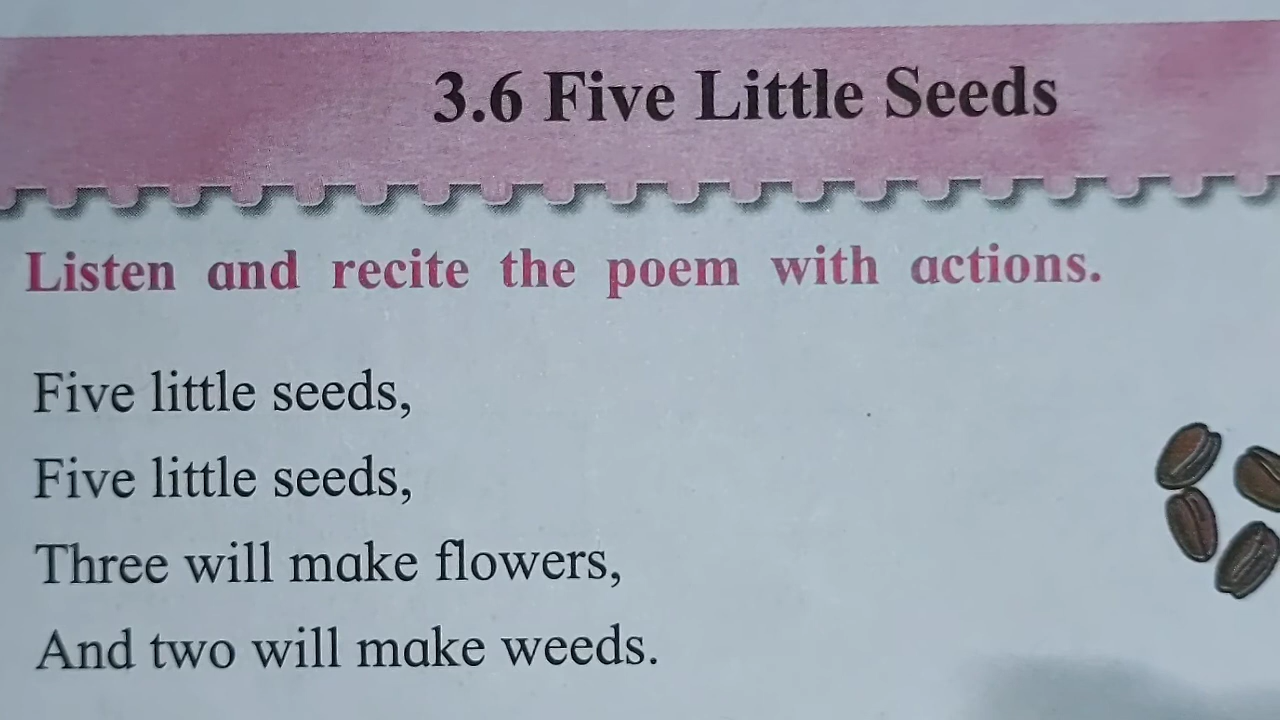 3.6 Five Little Seeds
Listen and recite the poem with actions.
Five little seeds,
Five little seeds,
Three will make flowers,
And two will make weeds.